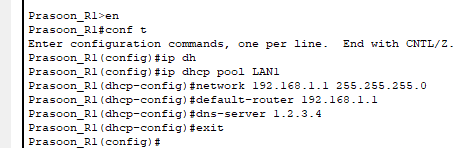 Prasoon_R1>en
Prasoon_R1#conf t
Enter configuration commands, one per line.  End with CNTL/Z.
Prasoon_R1(config)#ip dh
Prasoon_R1(config)#ip dhcp pool LAN1
Prasoon_R1(dhcp-config)#network 192.168.1.1 255.255.255.0
Prasoon_R1(dhcp-config)#default-router 192.168.1.1
Prasoon_R1(dhcp-config)#dns-server 1.2.3.4
Prasoon_R1(dhcp-config)#exit
Prasoon_R1(config)#